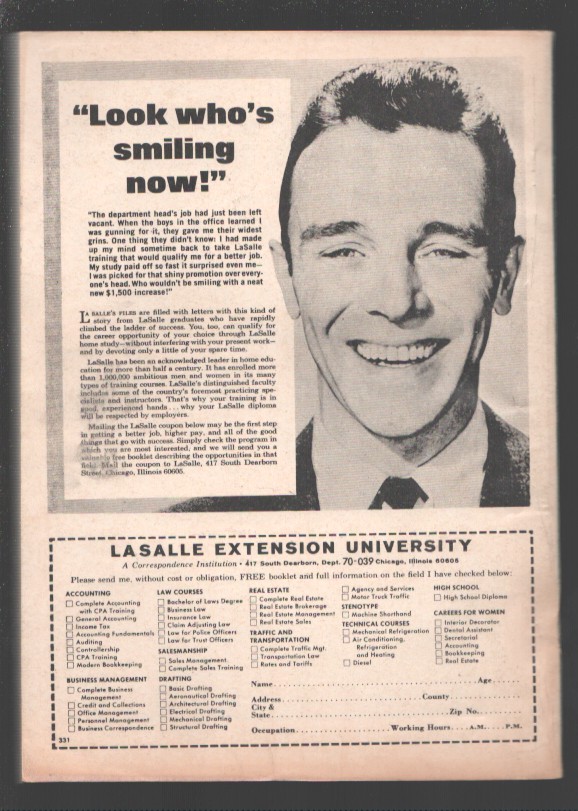 “Look who’s
smiling
now!”
"The department head's job had just been left
vacant. When the boys in the office learned I
was gunning for it, they gave me their widest
grins. One thing they didn't know: I had made
up my mind sometime back to take LaSalle
training that would qualify me for a better job.
My study paid off so fast it surprised even me—
I was picked for that shiny promotion over every-
one's head. Who wouldn't be smiling with a neat
new $1,500 increase!"
LA SALLE'S FILES are filled with letters with this kind of
story from LaSalle graduates who have rapidly
climbed the ladder of success. You, too, can qualify for
the career opportunity of your choice through LaSalle
home study—without interfering with your present work—
and by devoting only a little of your spare time.
LaSalle has been an acknowledged leader in home edu-
cation for more than half a century. It has enrolled more
than 1,000,000 ambitious men and women in its many
types of training courses. LaSalle's distinguished faculty
includes some of the country's foremost practicing spe-
cialists and instructors. That's why your training is in
good, experienced hands...why your LaSalle diploma
will be respected by employers.
Mailing the LaSalle coupon below may be the first step
in getting a better job, higher pay, and all of the good
things that go with success. Simply check the program in
which you are most interested, and we will send you a
valuable free booklet describing the opportunities in that
field. Mail the coupon to LaSalle, 417 South Dearborn
Street, Chicago, Illinois 60605.
LASALLE EXTENSION UNIVERSITY
A Correspondence Institution • 417 South Dearborn, Dept. 70-039 Chicago, Illinois 60605
Please send me, without cost or obligation, FREE booklet and full information on the field I have checked below:
ACCOUNTING
Complete Accounting
with CPA Training
General Accounting
Income Tax
Accounting Fundamentals
Auditing
Controllership
CPA Training
Modern Bookkeeping
BUSINESS MANAGEMENT
Complete Business
Management
Credit and Collections
Office Management
Personnel Management
Business Correspondence
LAW COURSES
Bachelor of Laws Degree
Business Law
Insurance Law
Claim Adjusting Law
Law for Police Officers
Law for Trust Officers
SALESMANSHIP
Sales Management
Complete Sales Training
DRAFTING
Basic Drafting
Aeronautical Drafting
Architectural Drafting
Electrical Drafting
Mechanical Drafting
Structural Drafting
REAL ESTATE
Complete Real Estate
Real Estate Brokerage
Real Estate Management
Real Estate Sales
TRAFFIC AND
TRANSPORTATION
Complete Traffic Mgt.
Transportation Law
Rates and Tariffs
Agency and Services
Motor Truck Traffic
STENOTYPE
Machine Shorthand
TECHNICAL COURSES
Mechanical Refrigeration
Air Conditioning,
Refrigeration
and Heating
Diesel
HIGH SCHOOL
High School Diploma
CAREERS FOR WOMEN
Interior Decorator
Dental Assistant
Secretarial
Accounting
Bookkeeping
Real Estate
Name Age
Address County
City &
State Zip No.
Occupation Working Hours A.M. P.M.
331